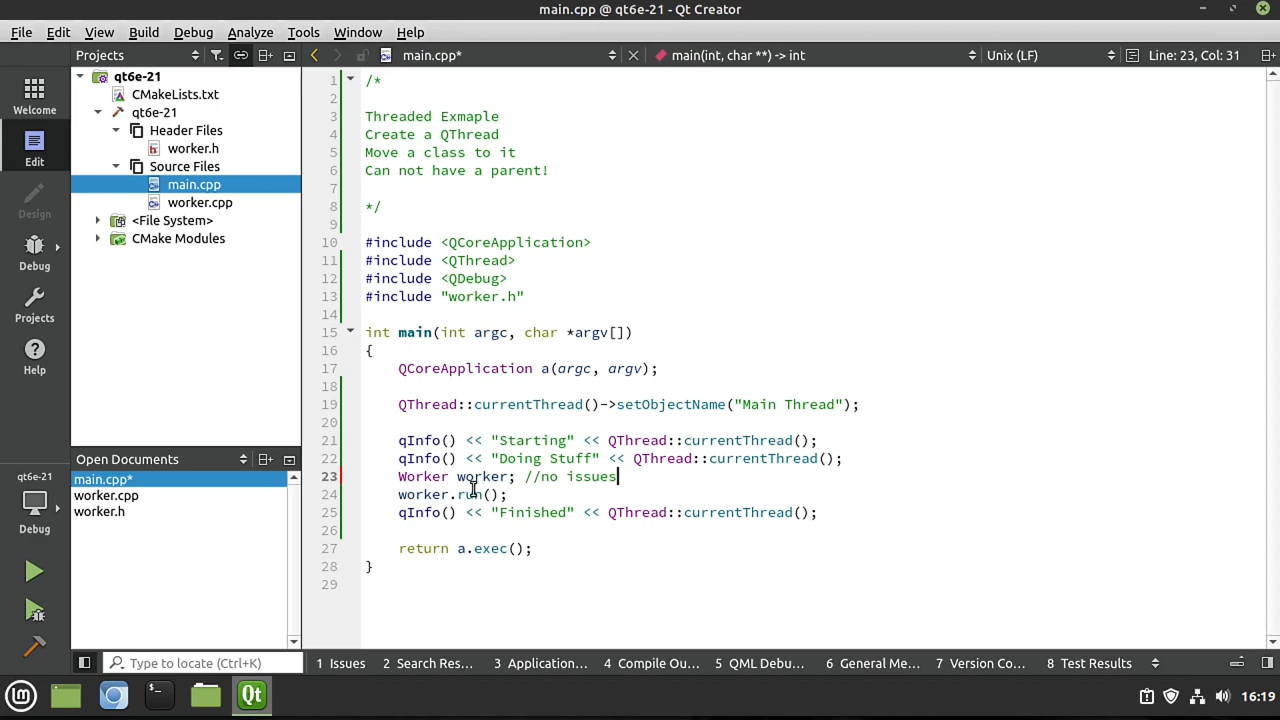 main.cpp @ qt6e-21 - Qt Creator
File Edit View Build Debug Analyze Tools Window Help
Projects
main.cpp*
main(int, char **) -> int
Unix (LF)
Line: 23, Col: 31
Welcome
Edit
Design
Debug
Projects
Help
qt6e-21
CMakeLists.txt
qt6e-21
Header Files
worker.h
Source Files
main.cpp
worker.cpp
<File System>
CMake Modules
Open Documents
main.cpp*
worker.cpp
worker.h
qt6e-21
Debug
1 /*
2
3 Threaded Exmaple
4 Create a QThread
5 Move a class to it
6 Can not have a parent!
7
8 */
9
10 #include <QCoreApplication>
11 #include <QThread>
12 #include <QDebug>
13 #include "worker.h"
14
15 int main(int argc, char *argv[])
16 {
17 QCoreApplication a(argc, argv);
18
19 QThread::currentThread()->setObjectName("Main Thread");
20
21 qInfo() << "Starting" << QThread::currentThread();
22 qInfo() << "Doing Stuff" << QThread::currentThread();
23 Worker worker; //no issues
24 worker.run();
25 qInfo() << "Finished" << QThread::currentThread();
26
27 return a.exec();
28 }
29
Type to locate (Ctrl+K)
1 Issues
2 Search Res...
3 Application...
4 Compile Ou...
5 QML Debu...
6 General Me...
7 Version Co...
8 Test Results
Qt
16:19